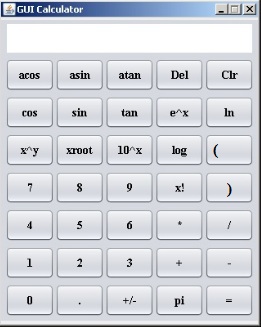 GUI Calculator
acos asin atan Del Clr
cos sin tan e^x ln
x^y xroot 10^x log (
7 8 9 x! )
4 5 6 * /
1 2 3 + -
0 . +/- pi =